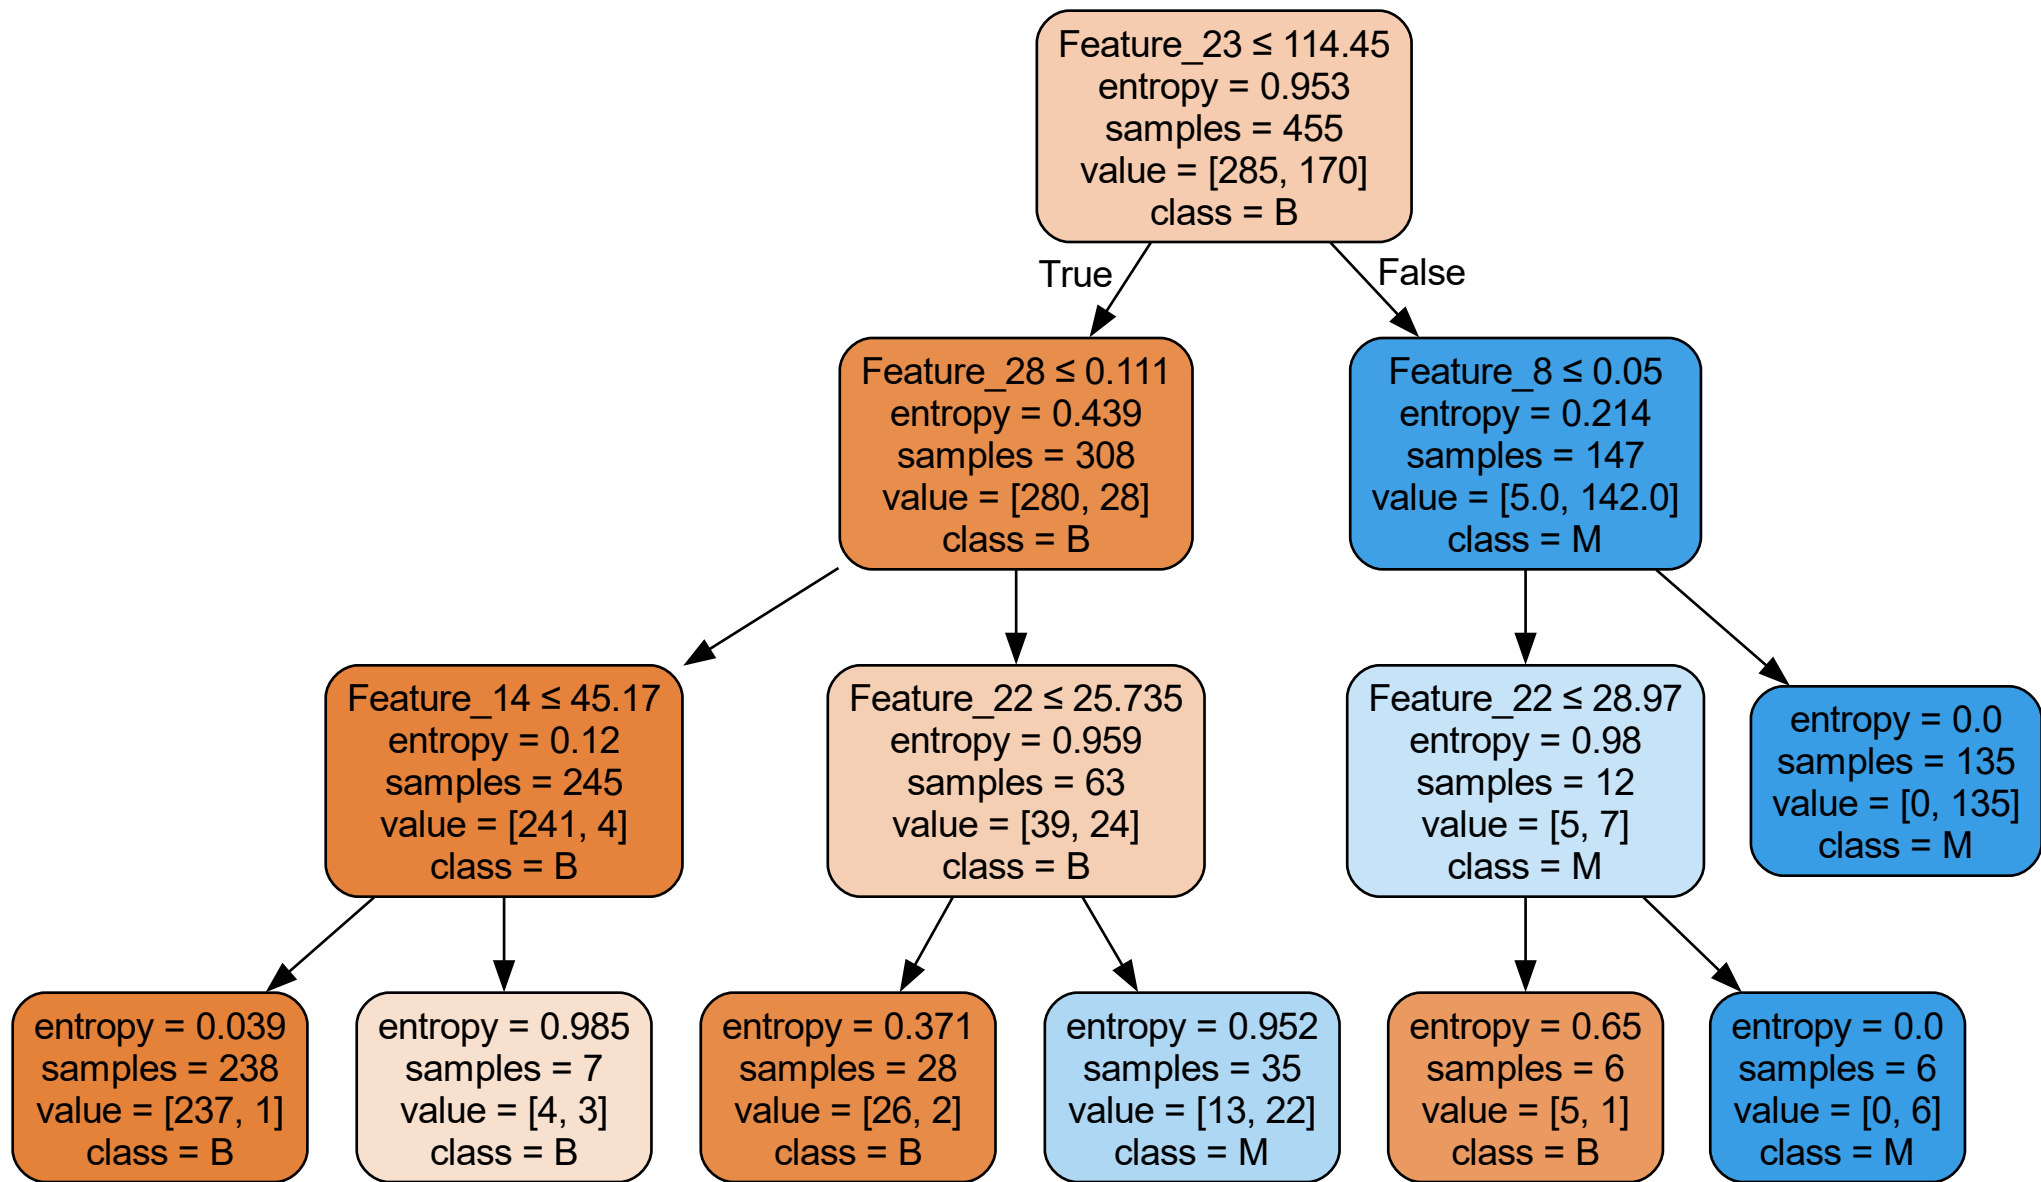 Feature_23 ≤ 114.45
entropy = 0.953
samples = 455
value = [285, 170]
class = B
True
False
Feature_28 ≤ 0.111
entropy = 0.439
samples = 308
value = [280, 28]
class = B
Feature_8 ≤ 0.05
entropy = 0.214
samples = 147
value = [5.0, 142.0]
class = M
Feature_14 ≤ 45.17
entropy = 0.12
samples = 245
value = [241, 4]
class = B
Feature_22 ≤ 25.735
entropy = 0.959
samples = 63
value = [39, 24]
class = B
Feature_22 ≤ 28.97
entropy = 0.98
samples = 12
value = [5, 7]
class = M
entropy = 0.0
samples = 135
value = [0, 135]
class = M
entropy = 0.039
samples = 238
value = [237, 1]
class = B
entropy = 0.985
samples = 7
value = [4, 3]
class = B
entropy = 0.371
samples = 28
value = [26, 2]
class = B
entropy = 0.952
samples = 35
value = [13, 22]
class = M
entropy = 0.65
samples = 6
value = [5, 1]
class = B
entropy = 0.0
samples = 6
value = [0, 6]
class = M